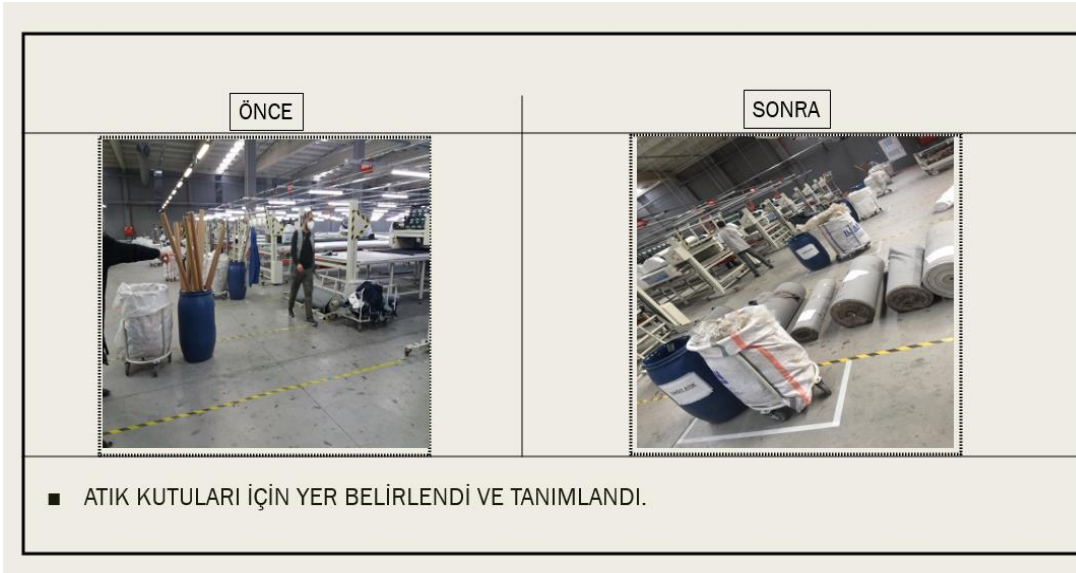 ÖNCE
SONRA
ATIK KUTULARI İÇİN YER BELİRLENDİ VE TANIMLANDI.